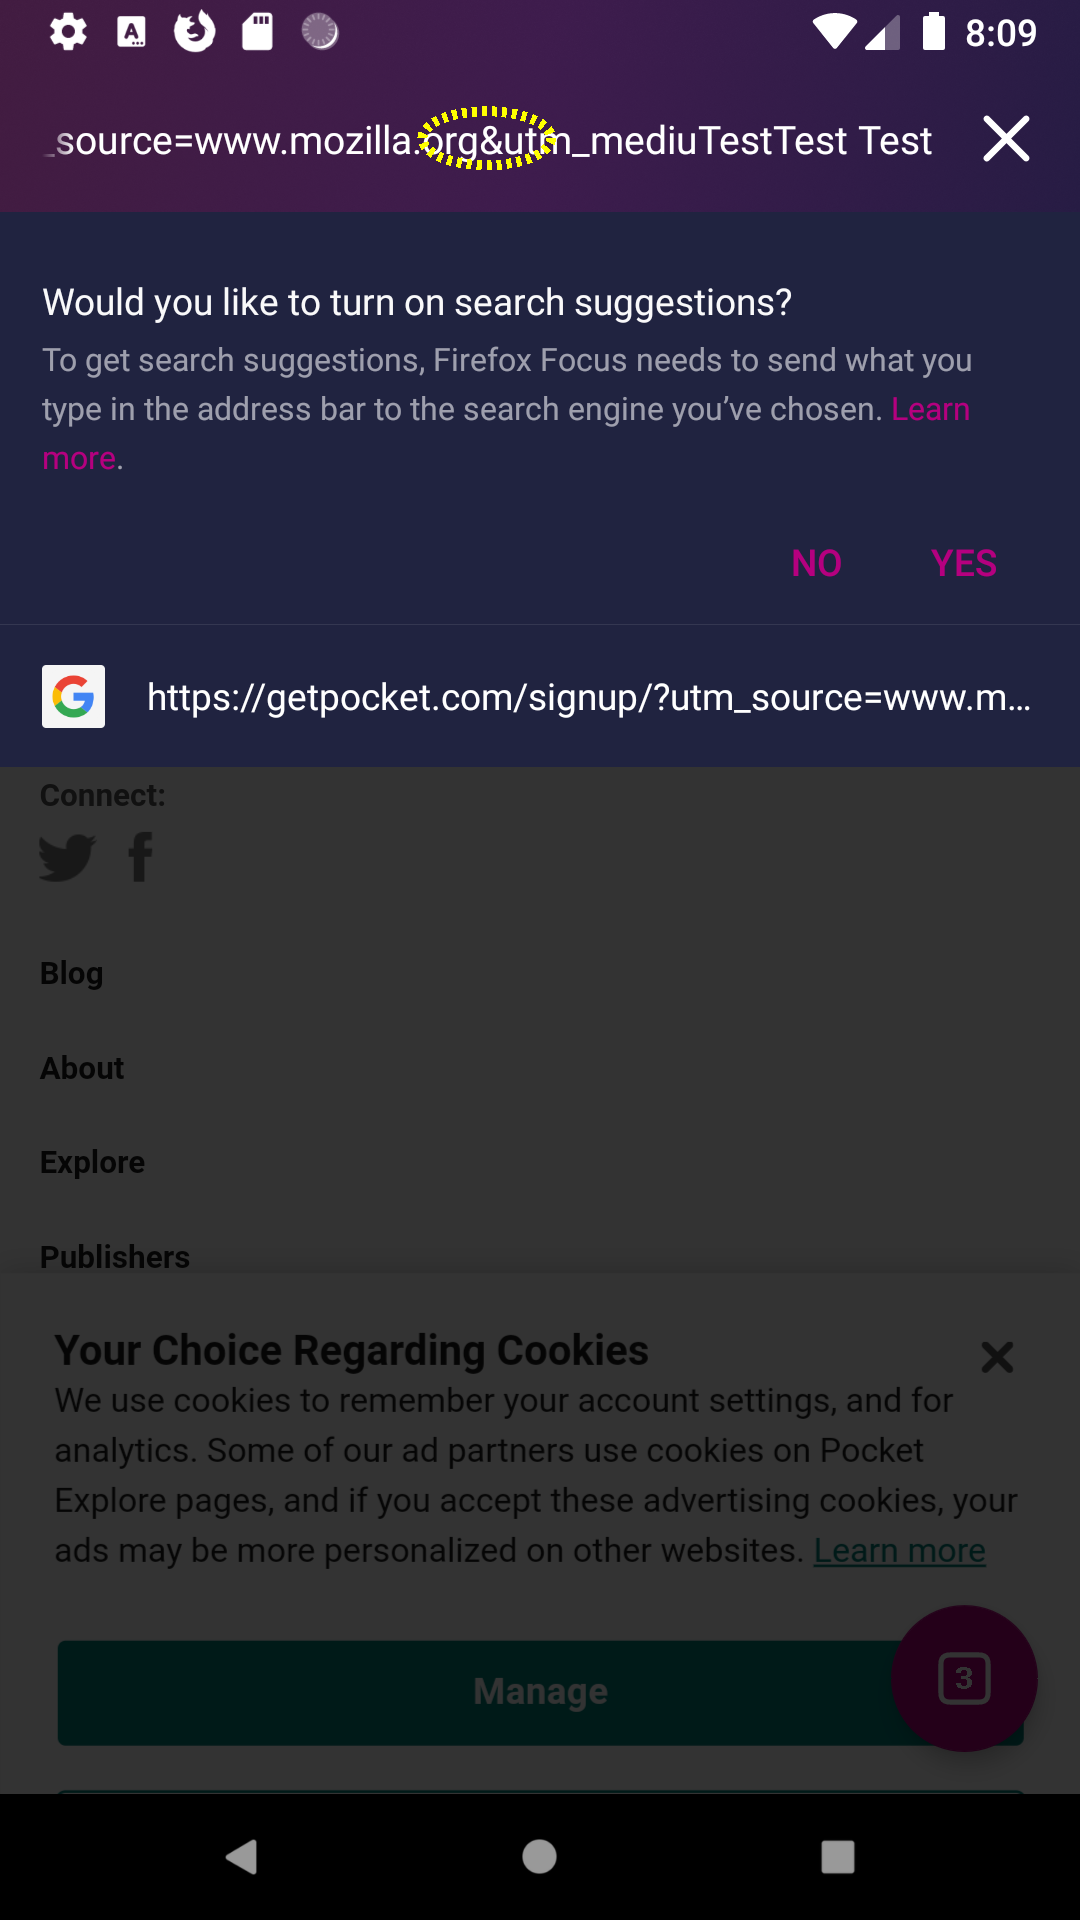 8:09
_source=www.mozilla.org&utm_mediuTestTest Test
Would you like to turn on search suggestions?
To get search suggestions, Firefox Focus needs to send what you
type in the address bar to the search engine you’ve chosen. Learn
more.
NO YES
https://getpocket.com/signup/?utm_source=www.m…
Connect:
Blog
About
Explore
Publishers
Your Choice Regarding Cookies
We use cookies to remember your account settings, and for
analytics. Some of our ad partners use cookies on Pocket
Explore pages, and if you accept these advertising cookies, your
ads may be more personalized on other websites. Learn more
3
Manage